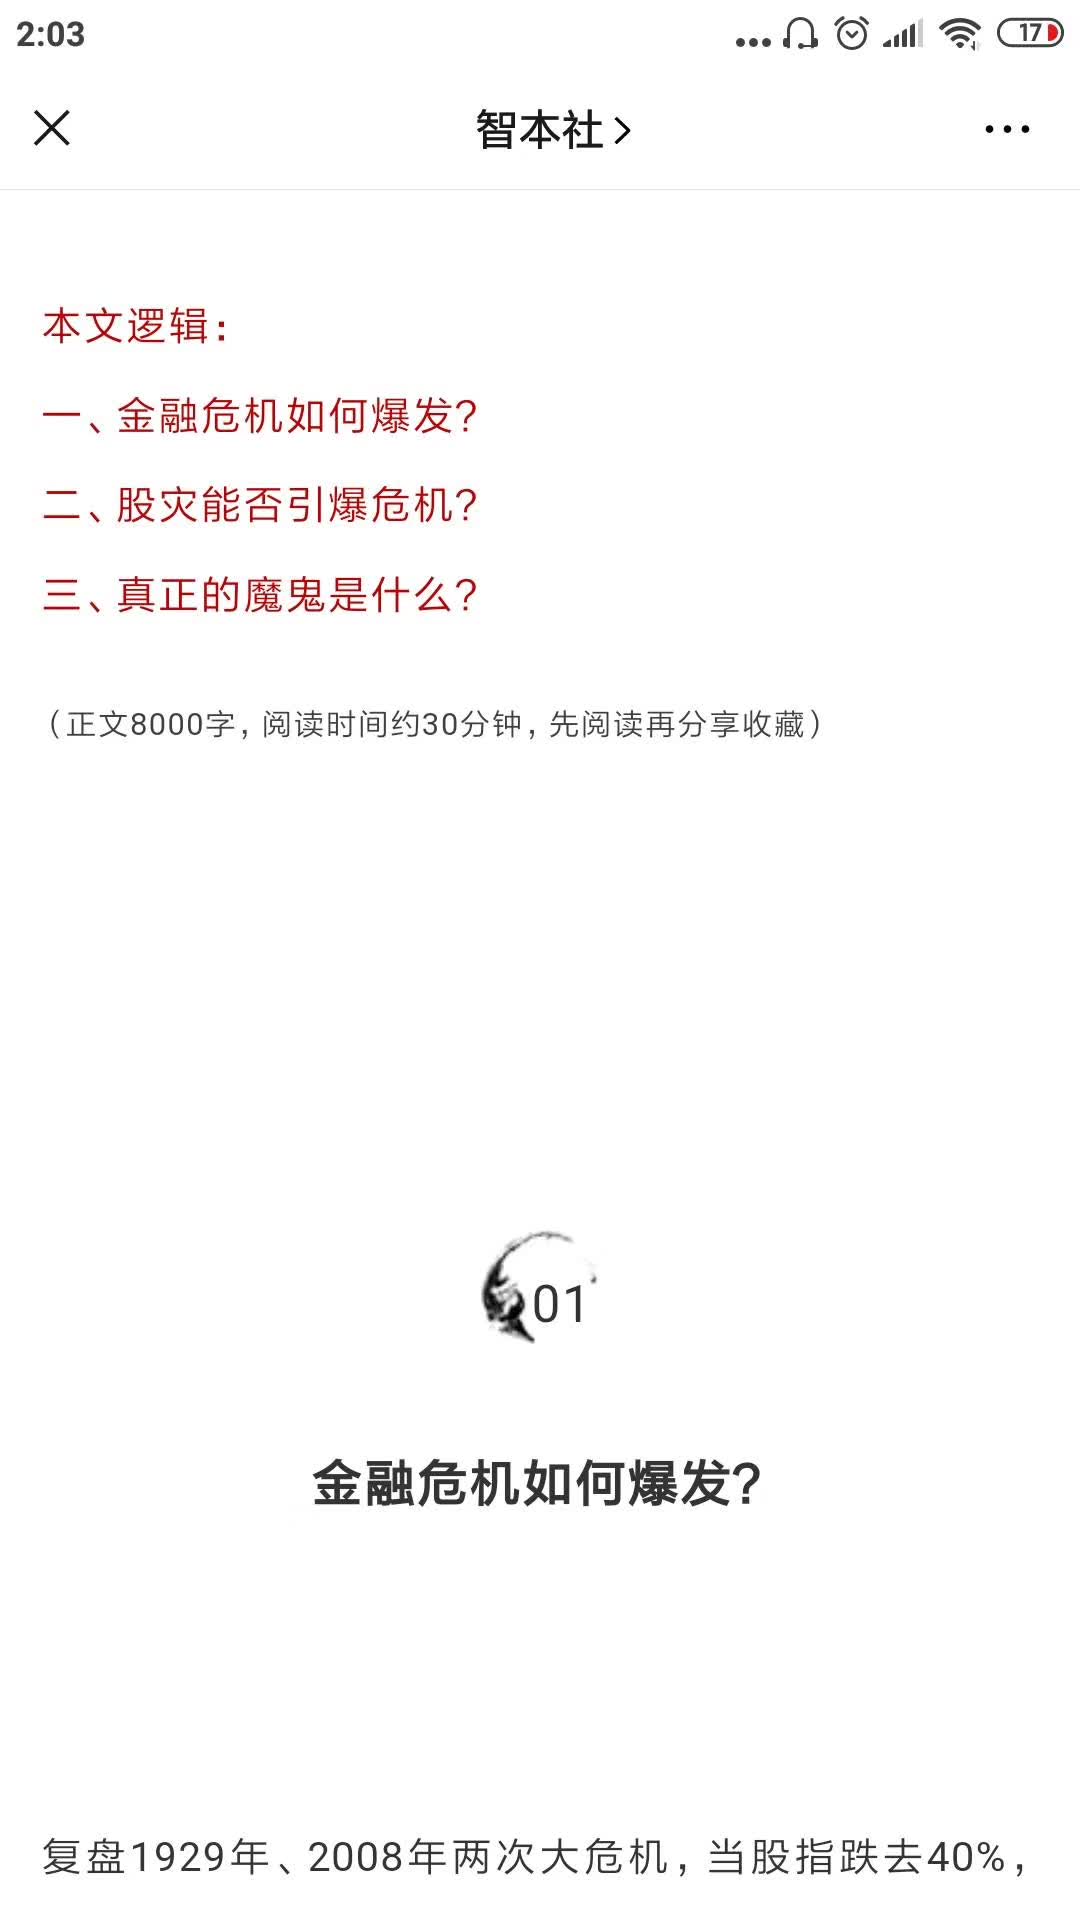 2:03
17
智本社
本文逻辑：
一、金融危机如何爆发？
二、股灾能否引爆危机？
三、真正的魔鬼是什么？
（正文8000字，阅读时间约30分钟，先阅读再分享收藏）
01
金融危机如何爆发？
复盘1929年、2008年两次大危机，当股指跌去40%，